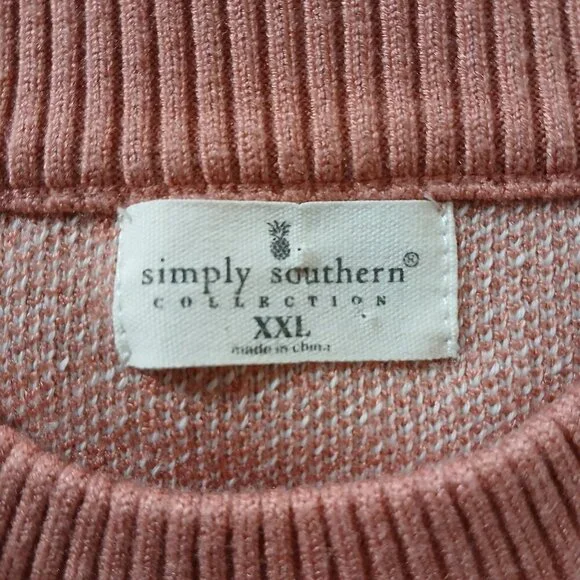 simply southern®
COLLECTION
XXL
made in china